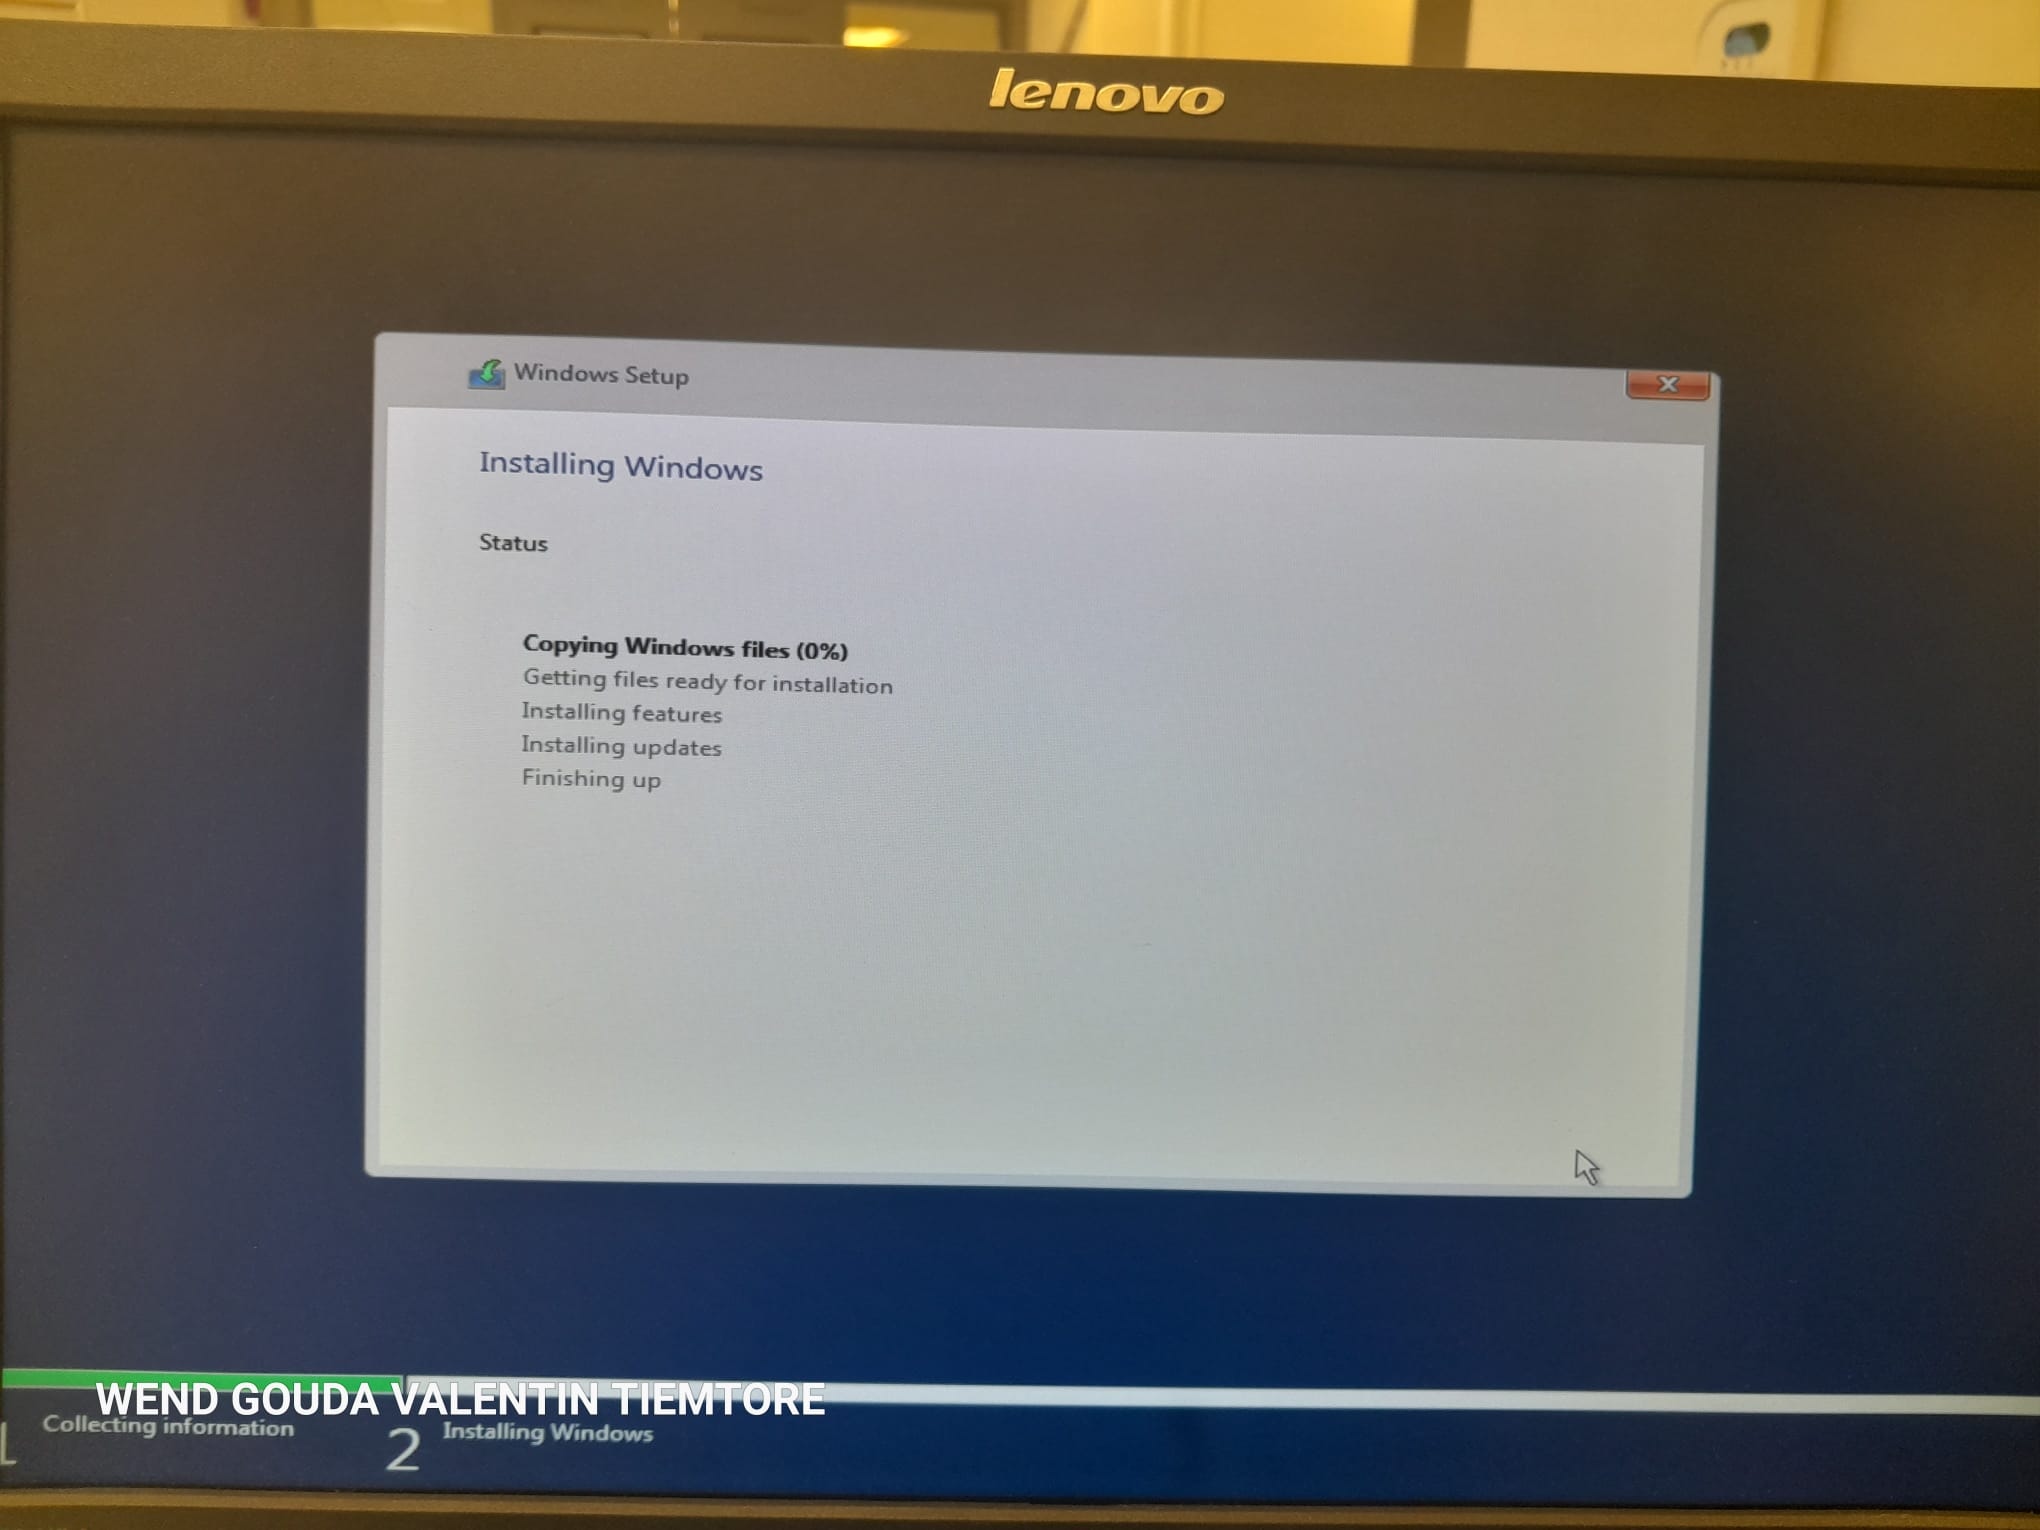 lenovo
Windows Setup
Installing Windows
Status
Copying Windows files (0%)
Getting files ready for installation
Installing features
Installing updates
Finishing up
WEND GOUDA VALENTIN TIEMTORE
1 Collecting information
2 Installing Windows